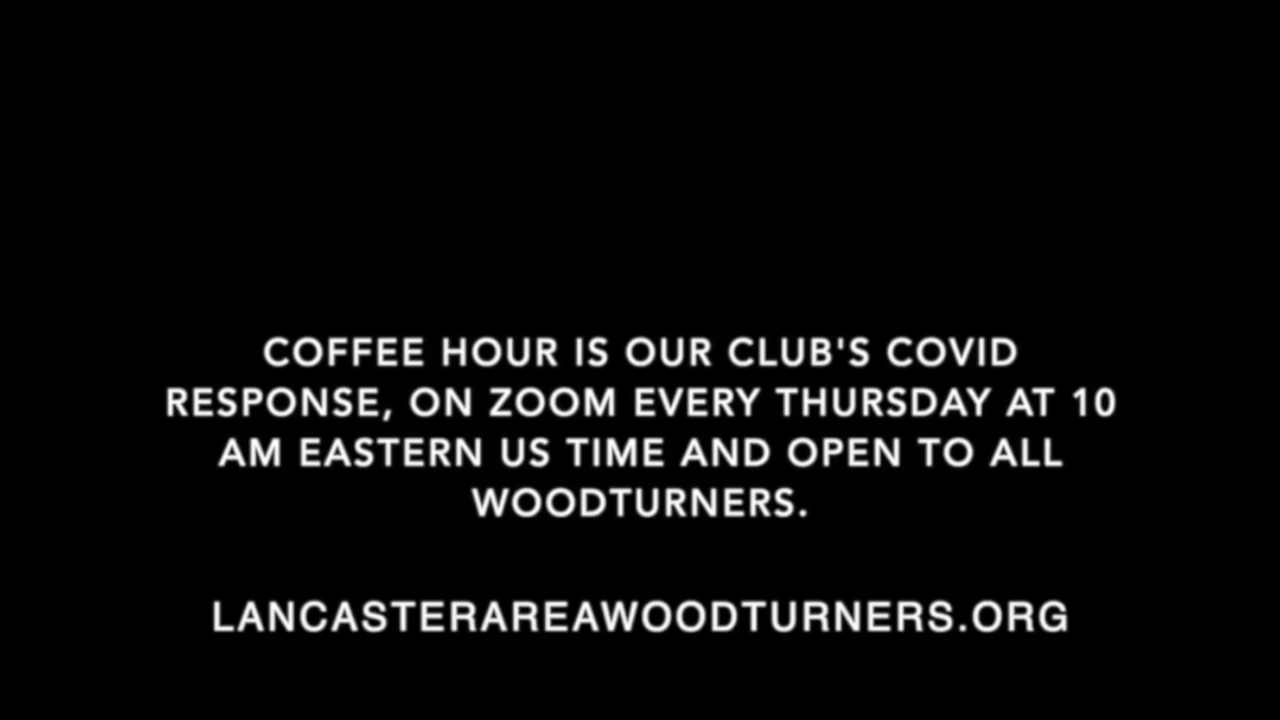 COFFEE HOUR IS OUR CLUB'S COVID
RESPONSE, ON ZOOM EVERY THURSDAY AT 10
AM EASTERN US TIME AND OPEN TO ALL
WOODTURNERS.
LANCASTERAREAWOODTURNERS.ORG